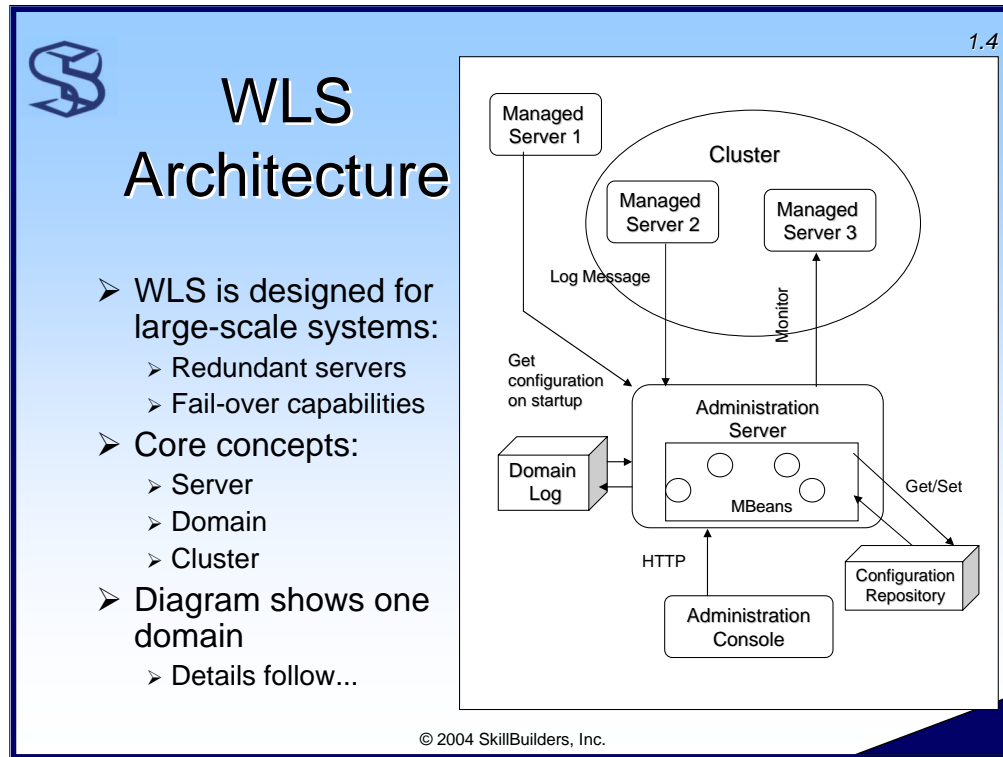 1.4
WLS
Architecture
➢ WLS is designed for
large-scale systems:
➢ Redundant servers
➢ Fail-over capabilities
➢ Core concepts:
➢ Server
➢ Domain
➢ Cluster
➢ Diagram shows one
domain
➢ Details follow...
Managed
Server 1
Cluster
Managed
Server 2
Managed
Server 3
Log Message
Monitor
Get
configuration
on startup
Administration
Server
Domain
Log
MBeans
Get/Set
HTTP
Configuration
Repository
Administration
Console
© 2004 SkillBuilders, Inc.